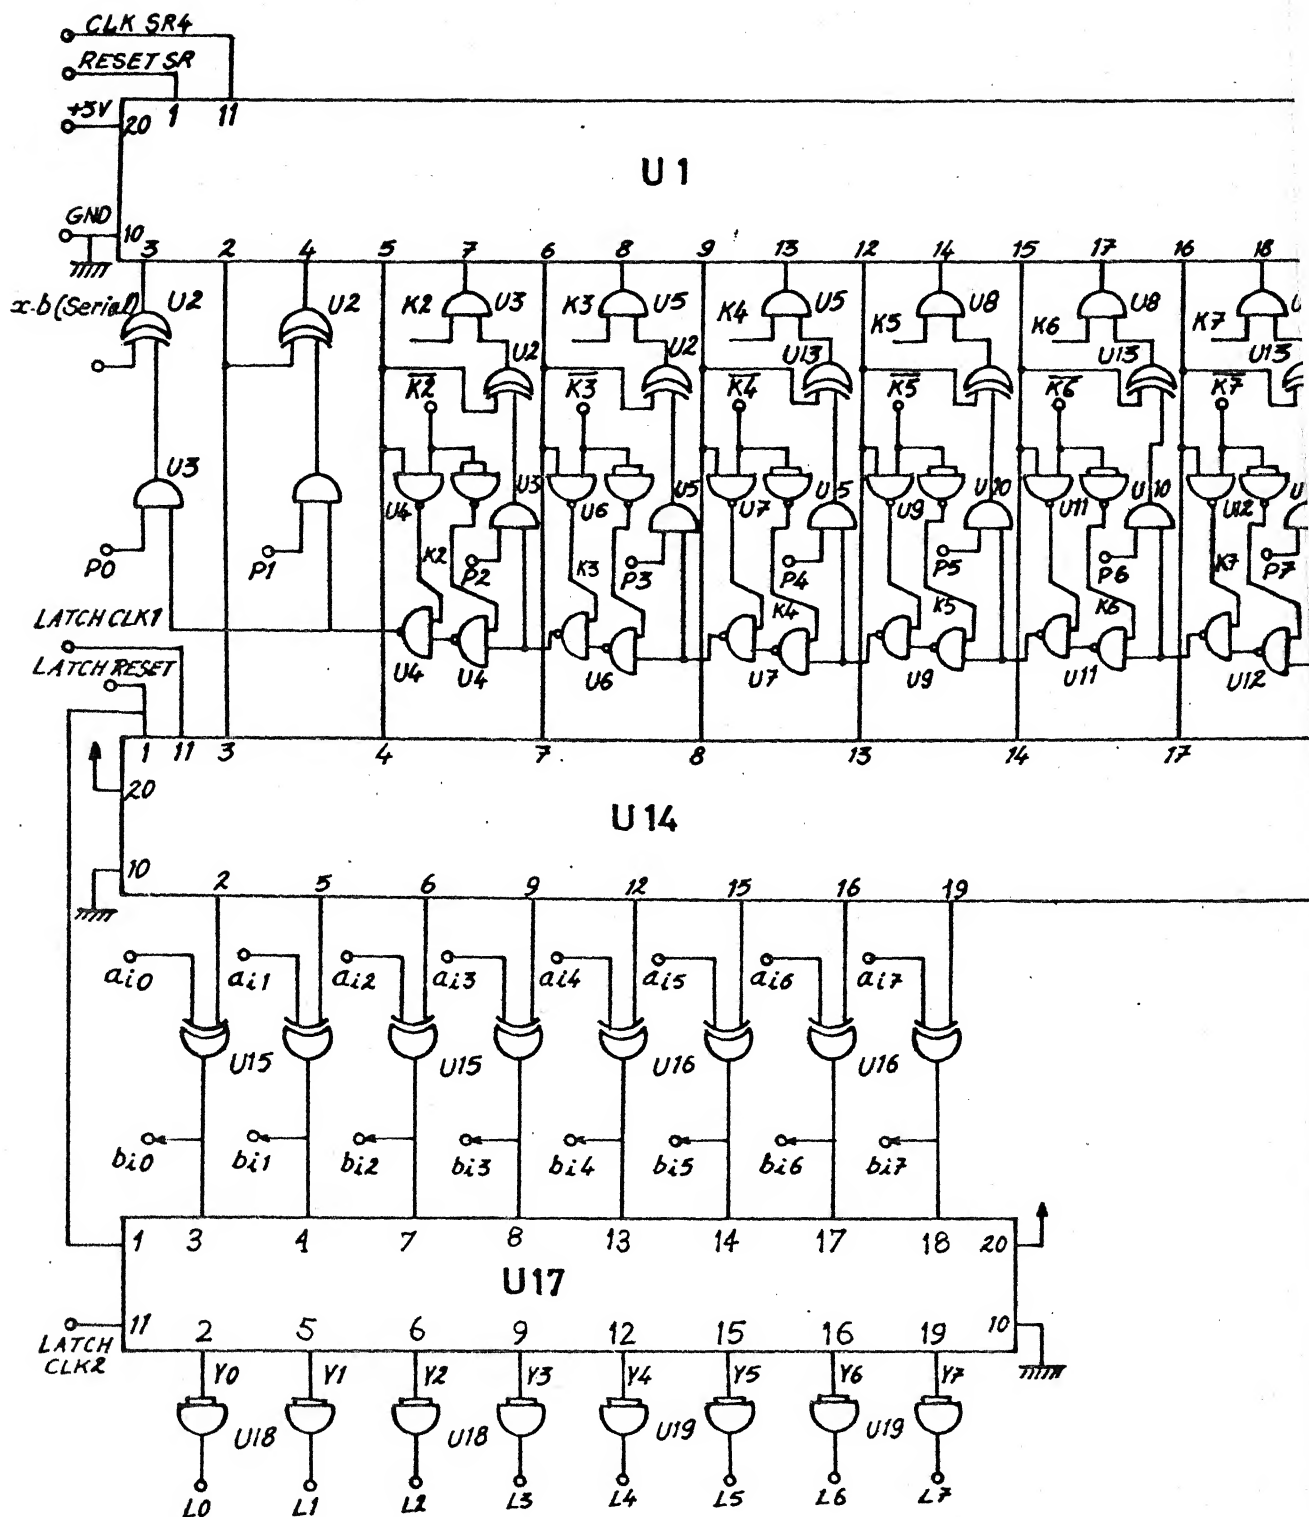 CLK SR4
RESET SR
+5V
20 1 11
U 1
GND
10
3 2 4 5 7 6 8 9 13 12 14 15 17 16 18
x.b (Serial) U2 U2 K2 U3 K3 U5 K4 U5 K5 U8 K6 U8 K7 U
U2 U2 U13 U13 U13
K2 K3 K4 K5 K6 K7
U3 U3 U5 U15 U10 U10 U
U4 U6 U7 U9 U11 U12
P0 P1 K2 P2 K3 P3 P4 P5 P6 K7 P7
K4 K5 K6
LATCH CLK1
LATCH RESET
U4 U4 U6 U7 U9 U11 U12
1 11 3 4 7 8 13 14 17
20
U 14
10
2 5 6 9 12 15 16 19
ai0 ai1 ai2 ai3 ai4 ai5 ai6 ai7
U15 U15 U16 U16
bi0 bi1 bi2 bi3 bi4 bi5 bi6 bi7
1 3 4 7 8 13 14 17 18 20
U17
11 2 5 6 9 12 15 16 19 10
LATCH
CLK2
Y0 Y1 Y2 Y3 Y4 Y5 Y6 Y7
U18 U18 U19 U19
L0 L1 L2 L3 L4 L5 L6 L7